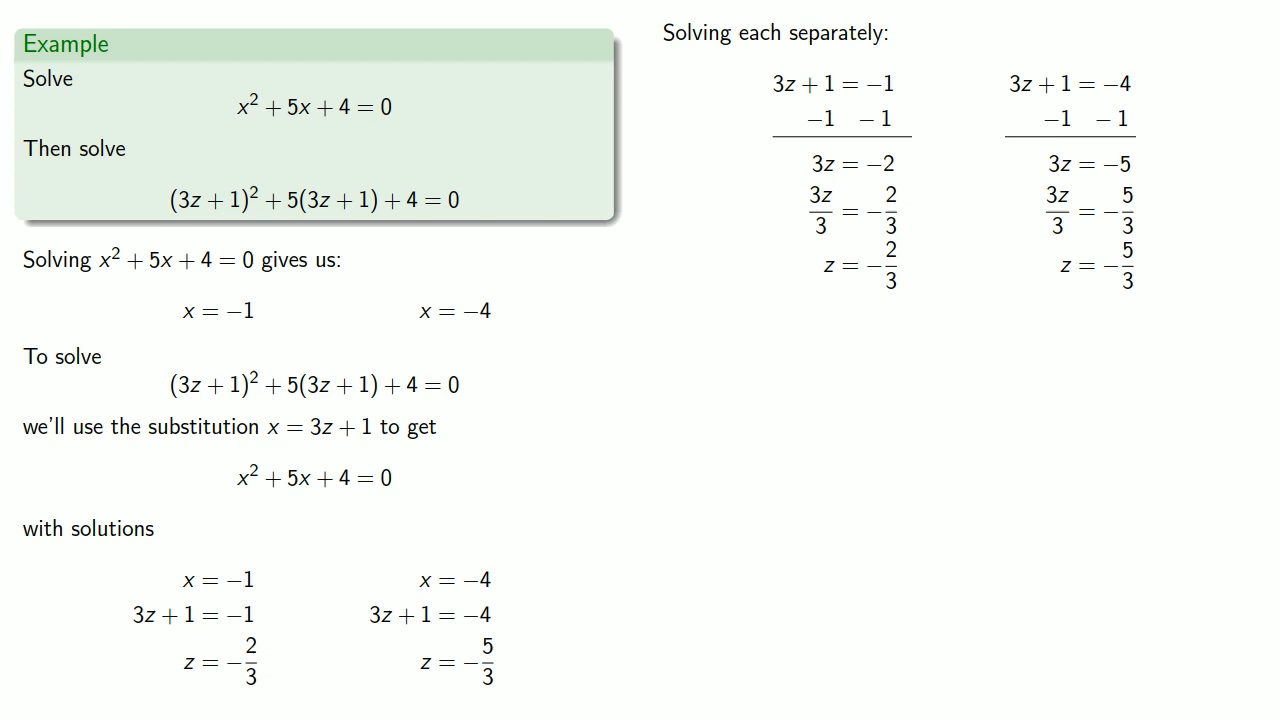 Example
Solve
x² + 5x + 4 = 0
Then solve
(3z + 1)² + 5(3z + 1) + 4 = 0
Solving x² + 5x + 4 = 0 gives us:
x = −1 x = −4
To solve
(3z + 1)² + 5(3z + 1) + 4 = 0
we'll use the substitution x = 3z + 1 to get
x² + 5x + 4 = 0
with solutions
x = −1 x = −4
3z + 1 = −1 3z + 1 = −4
z = −2/3 z = −5/3
Solving each separately:
3z + 1 = −1 3z + 1 = −4
−1 − 1 −1 − 1
3z = −2 3z = −5
3z/3 = −2/3 3z/3 = −5/3
z = −2/3 z = −5/3